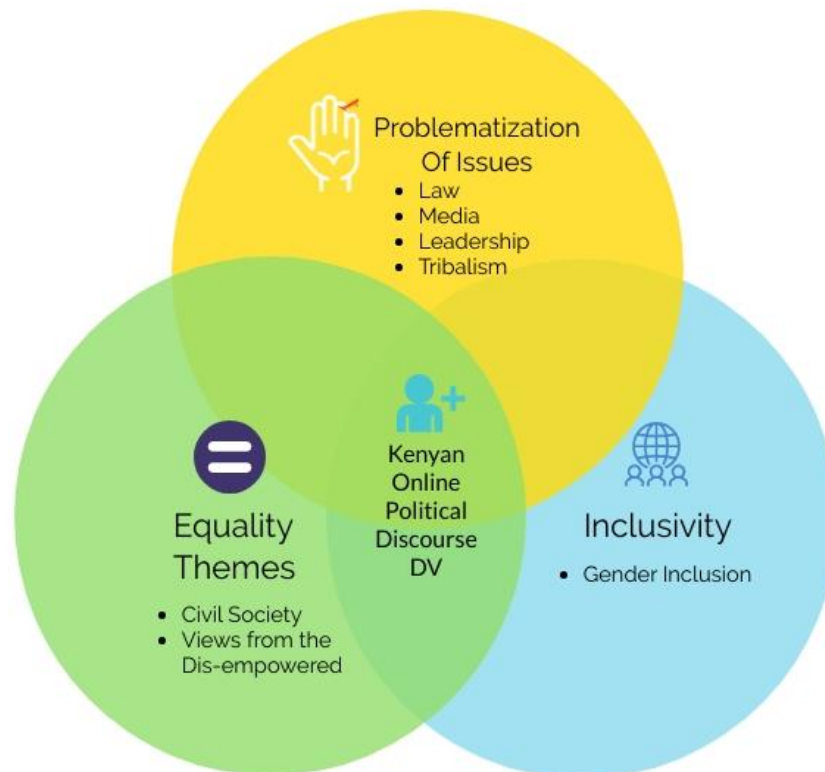 Problematization
Of Issues
• Law
• Media
• Leadership
• Tribalism
Equality
Themes
• Civil Society
• Views from the
Dis-empowered
Kenyan
Online
Political
Discourse
DV
Inclusivity
• Gender Inclusion